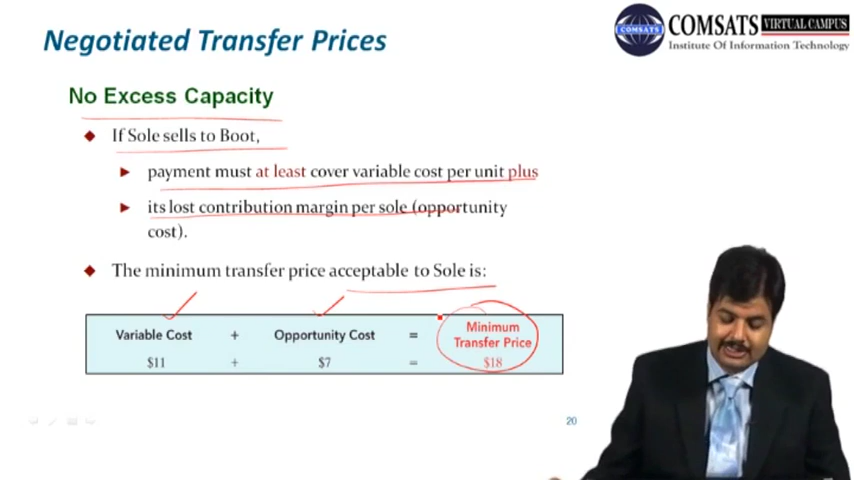 Negotiated Transfer Prices
COMSATS
COMSATS VIRTUAL CAMPUS
Institute Of Information Technology
No Excess Capacity
If Sole sells to Boot,
payment must at least cover variable cost per unit plus
its lost contribution margin per sole (opportunity
cost).
The minimum transfer price acceptable to Sole is:
Variable Cost + Opportunity Cost = Minimum
Transfer Price
$11 + $7 = $18
20